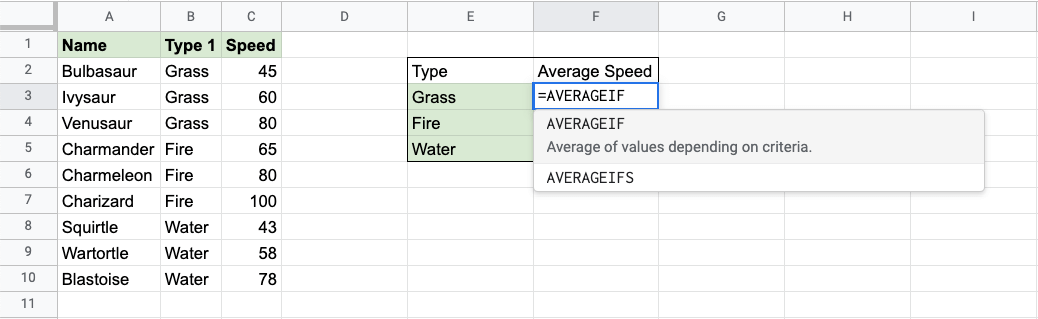 A B C D E F G H I
1 Name Type 1 Speed
2 Bulbasaur Grass 45 Type Average Speed
3 Ivysaur Grass 60 Grass =AVERAGEIF
4 Venusaur Grass 80 Fire AVERAGEIF
5 Charmander Fire 65 Water Average of values depending on criteria.
6 Charmeleon Fire 80 AVERAGEIFS
7 Charizard Fire 100
8 Squirtle Water 43
9 Wartortle Water 58
10 Blastoise Water 78
11